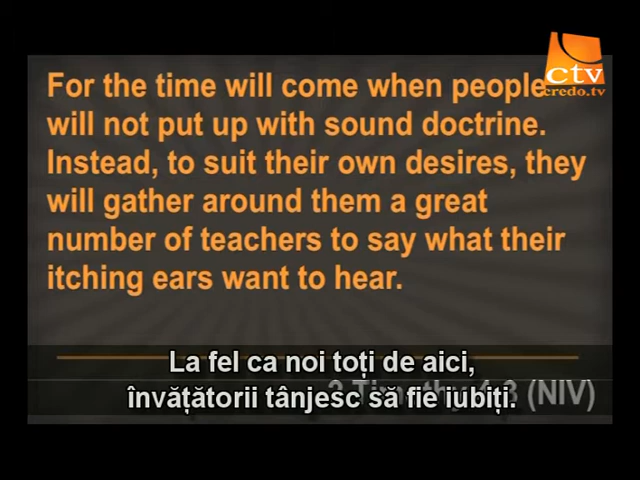 ctv
credo.tv
For the time will come when people
will not put up with sound doctrine.
Instead, to suit their own desires, they
will gather around them a great
number of teachers to say what their
itching ears want to hear.
La fel ca noi toți de aici,
învățătorii tânjesc să fie iubiți.
2 Timothy 4:3 (NIV)